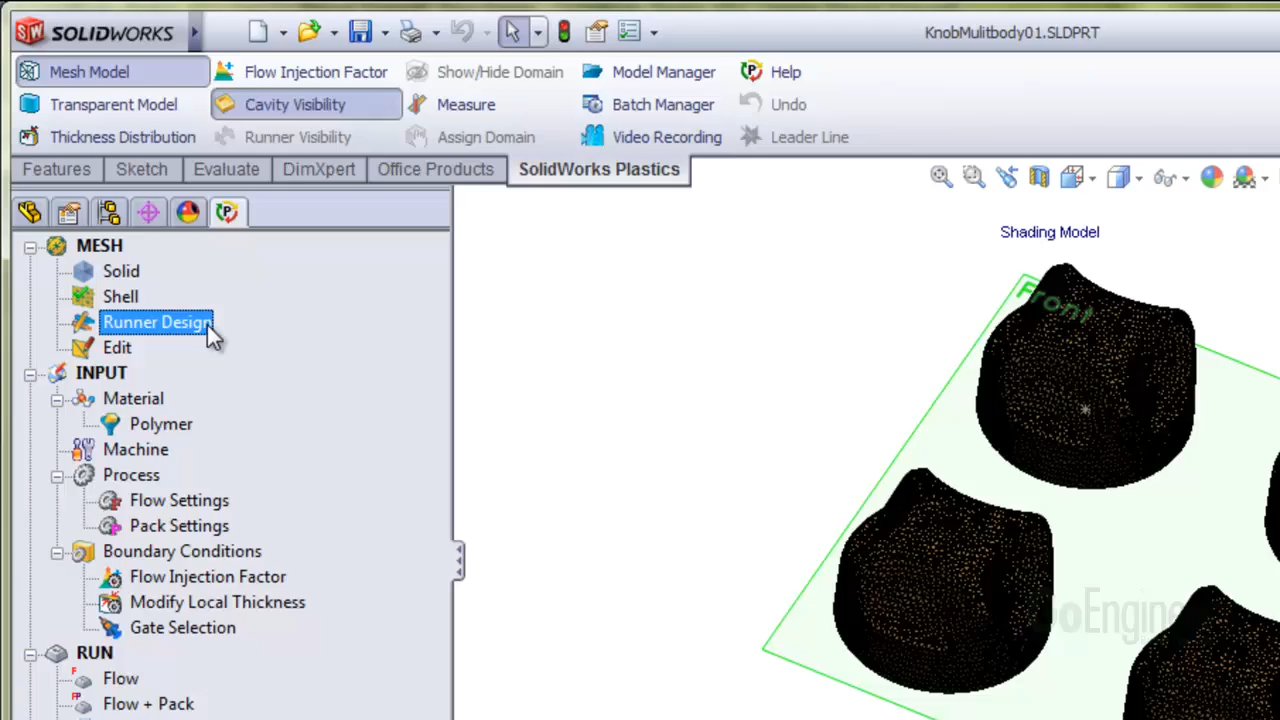 SOLIDWORKS
KnobMulitbody01.SLDPRT
Mesh Model Flow Injection Factor Show/Hide Domain Model Manager Help
Transparent Model Cavity Visibility Measure Batch Manager Undo
Thickness Distribution Runner Visibility Assign Domain Video Recording Leader Line
Features Sketch Evaluate DimXpert Office Products SolidWorks Plastics
MESH
Solid
Shell
Runner Design
Edit
INPUT
Material
Polymer
Machine
Process
Flow Settings
Pack Settings
Boundary Conditions
Flow Injection Factor
Modify Local Thickness
Gate Selection
RUN
Flow
Flow + Pack
Shading Model
Front